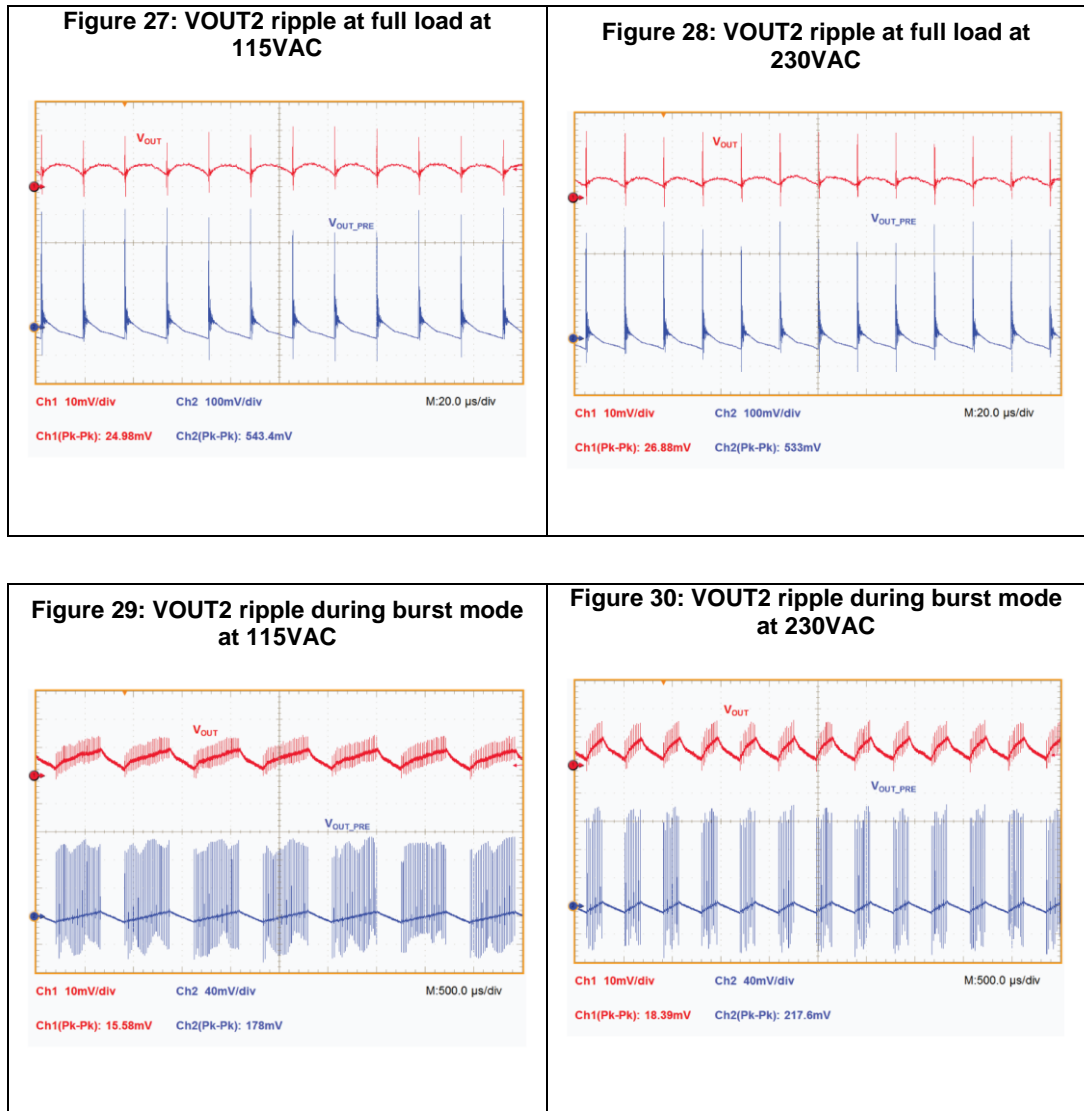 Figure 27: VOUT2 ripple at full load at
115VAC
VOUT
VOUT_PRE
Ch1 10mV/div Ch2 100mV/div M:20.0 µs/div
Ch1(Pk-Pk): 24.98mV Ch2(Pk-Pk): 543.4mV
Figure 28: VOUT2 ripple at full load at
230VAC
VOUT
VOUT_PRE
Ch1 10mV/div Ch2 100mV/div M:20.0 µs/div
Ch1(Pk-Pk): 26.88mV Ch2(Pk-Pk): 533mV
Figure 29: VOUT2 ripple during burst mode
at 115VAC
VOUT
VOUT_PRE
Ch1 10mV/div Ch2 40mV/div M:500.0 µs/div
Ch1(Pk-Pk): 15.58mV Ch2(Pk-Pk): 178mV
Figure 30: VOUT2 ripple during burst mode
at 230VAC
VOUT
VOUT_PRE
Ch1 10mV/div Ch2 40mV/div M:500.0 µs/div
Ch1(Pk-Pk): 18.39mV Ch2(Pk-Pk): 217.6mV